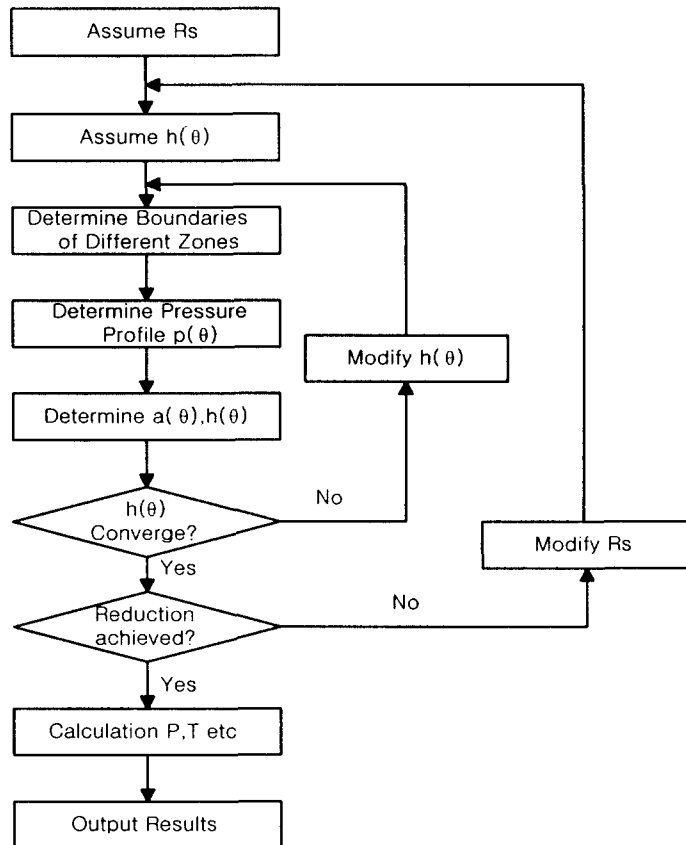 Assume Rs
Assume h(θ)
Determine Boundaries
of Different Zones
Determine Pressure
Profile p(θ)
Modify h(θ)
Determine a(θ),h(θ)
h(θ)
Converge?
No
Modify Rs
Yes
Reduction
achieved?
No
Yes
Calculation P,T etc
Output Results